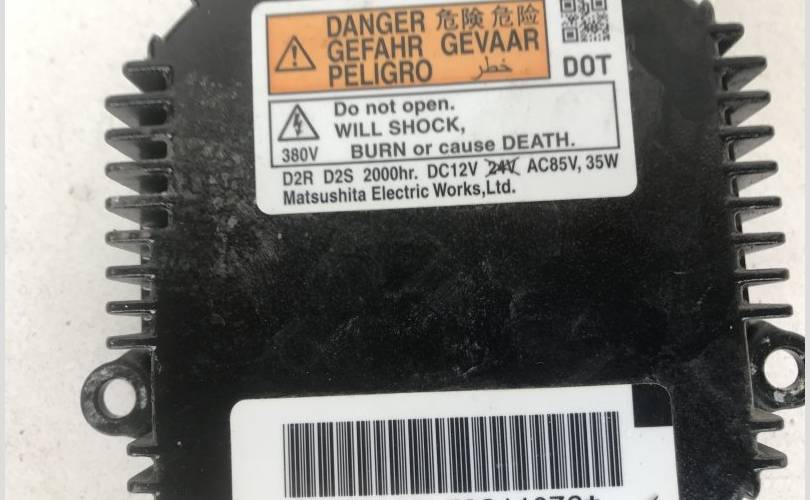 DANGER 危険 危险
GEFAHR GEVAAR
PELIGRO خطر
DOT
Do not open.
WILL SHOCK,
BURN or cause DEATH.
380V
D2R D2S 2000hr. DC12V 24V AC85V, 35W
Matsushita Electric Works,Ltd.